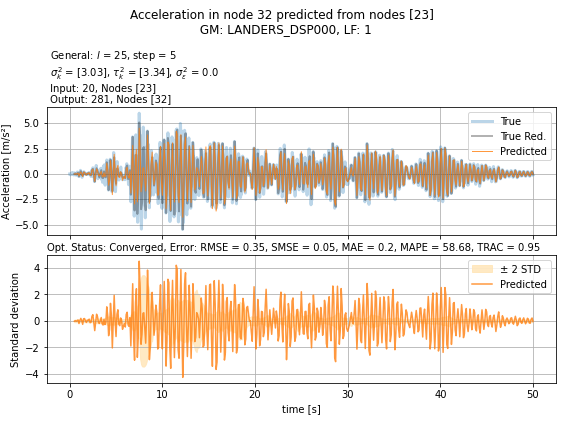 Acceleration in node 32 predicted from nodes [23]
GM: LANDERS_DSP000, LF: 1
General: l = 25, step = 5
σ²ₖ = [3.03], τ²ₖ = [3.34], σ²ₑ = 0.0
Input: 20, Nodes [23]
Output: 281, Nodes [32]
Acceleration [m/s²]
5.0
2.5
0.0
−2.5
−5.0
True
True Red.
Predicted
Opt. Status: Converged, Error: RMSE = 0.35, SMSE = 0.05, MAE = 0.2, MAPE = 58.68, TRAC = 0.95
Standard deviation
4
2
0
−2
−4
± 2 STD
Predicted
0 10 20 30 40 50
time [s]